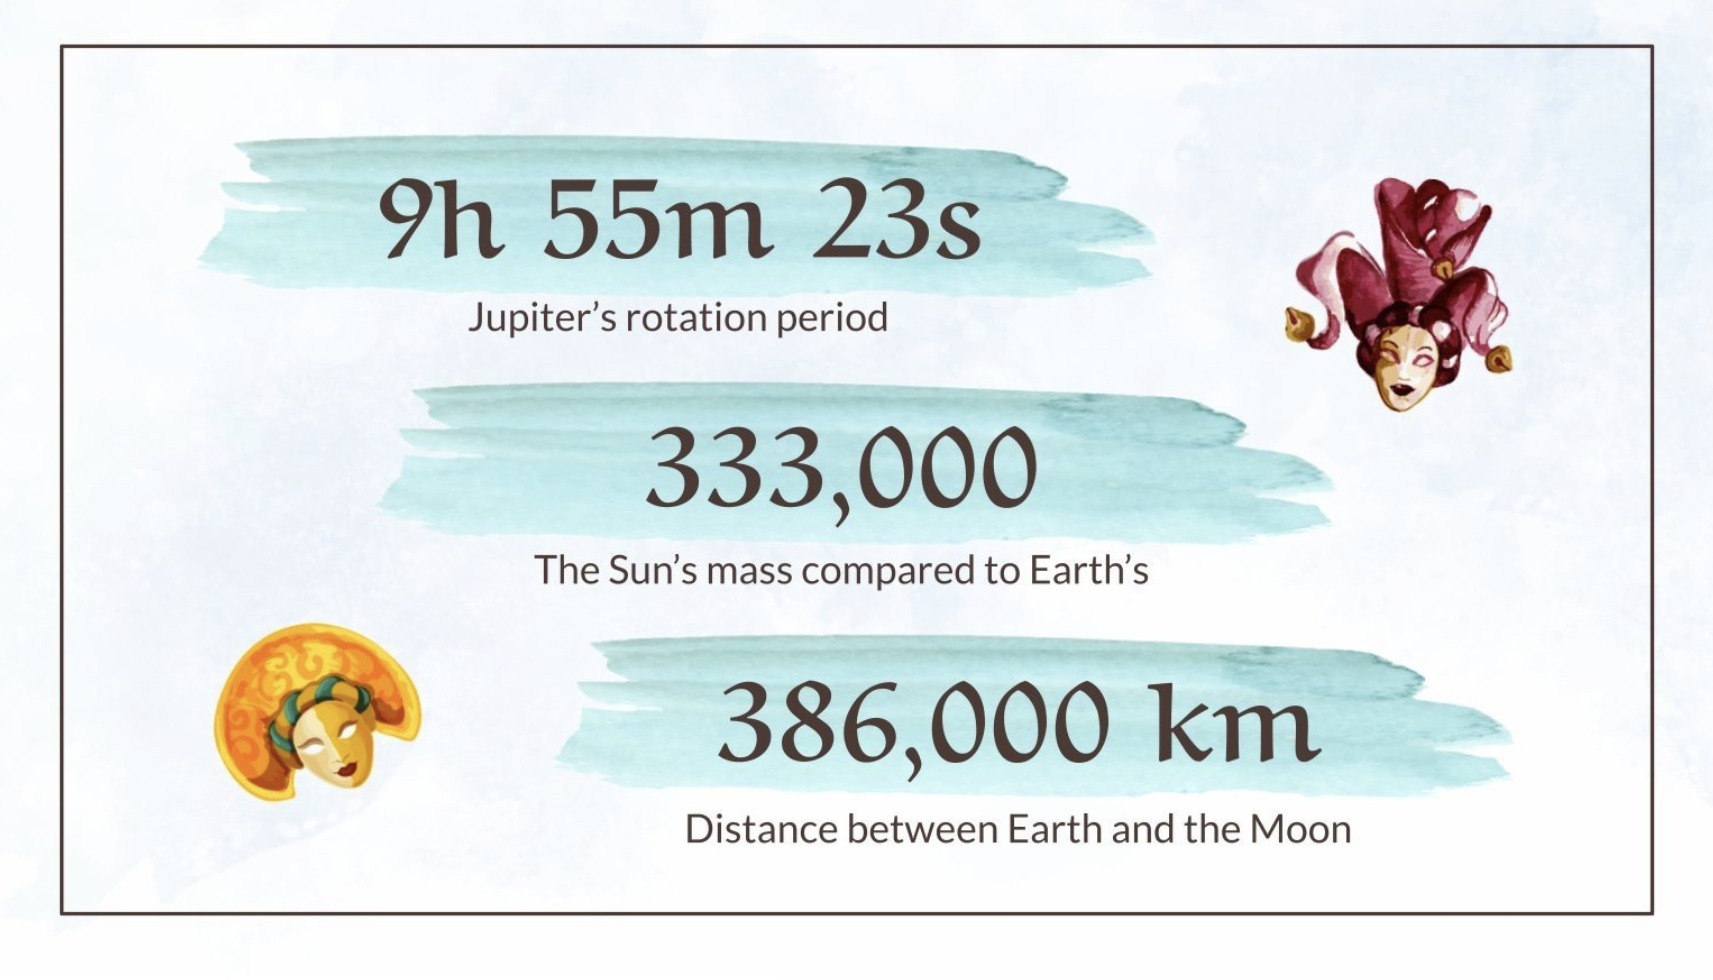 9h 55m 23s
Jupiter’s rotation period
333,000
The Sun’s mass compared to Earth’s
386,000 km
Distance between Earth and the Moon